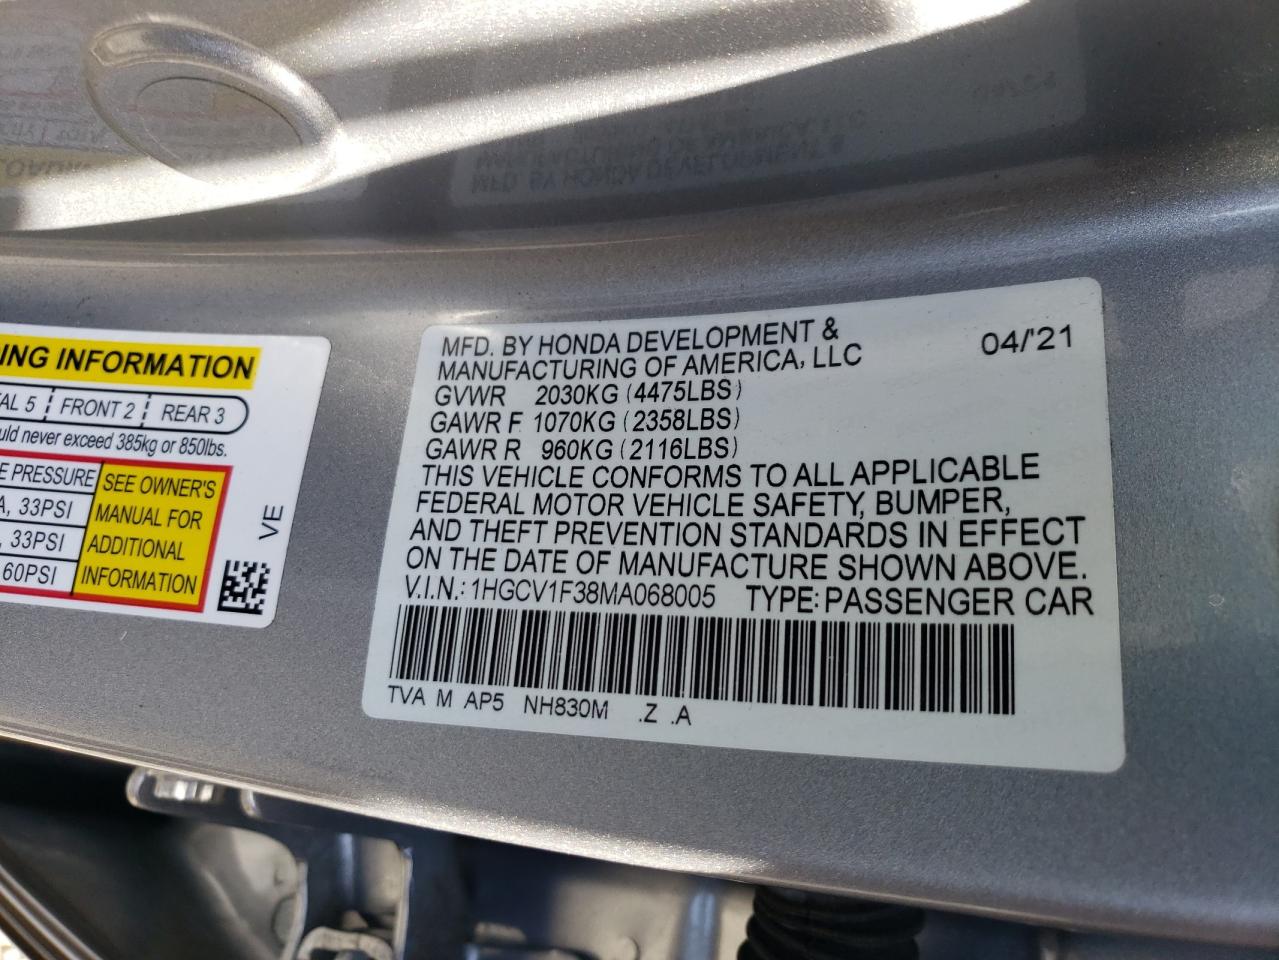 ING INFORMATION
AL 5 FRONT 2 REAR 3
uld never exceed 385kg or 850lbs.
E PRESSURE
A, 33PSI
, 33PSI
60PSI
SEE OWNER'S
MANUAL FOR
ADDITIONAL
INFORMATION
VE
MFD. BY HONDA DEVELOPMENT &
MANUFACTURING OF AMERICA, LLC
04/'21
GVWR 2030KG (4475LBS)
GAWR F 1070KG (2358LBS)
GAWR R 960KG (2116LBS)
THIS VEHICLE CONFORMS TO ALL APPLICABLE
FEDERAL MOTOR VEHICLE SAFETY, BUMPER,
AND THEFT PREVENTION STANDARDS IN EFFECT
ON THE DATE OF MANUFACTURE SHOWN ABOVE.
V.I.N.: 1HGCV1F38MA068005 TYPE: PASSENGER CAR
TVA M AP5 NH830M .Z .A